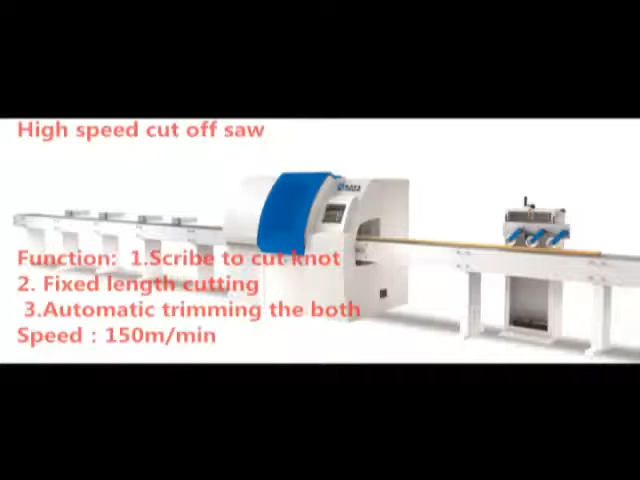 High speed cut off saw
Function: 1.Scribe to cut knot
2. Fixed length cutting
3.Automatic trimming the both
Speed : 150m/min